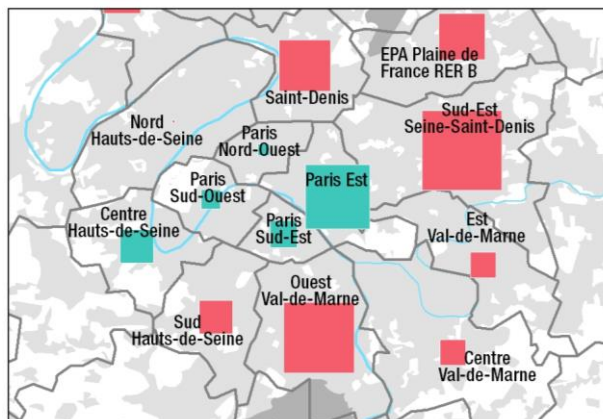 EPA Plaine de
France RER B
Saint-Denis
Sud-Est
Seine-Saint-Denis
Nord
Hauts-de-Seine
Paris
Nord-Ouest
Paris
Sud-Ouest
Paris Est
Centre
Hauts-de-Seine
Paris
Sud-Est
Est
Val-de-Marne
Ouest
Val-de-Marne
Sud
Hauts-de-Seine
Centre
Val-de-Marne